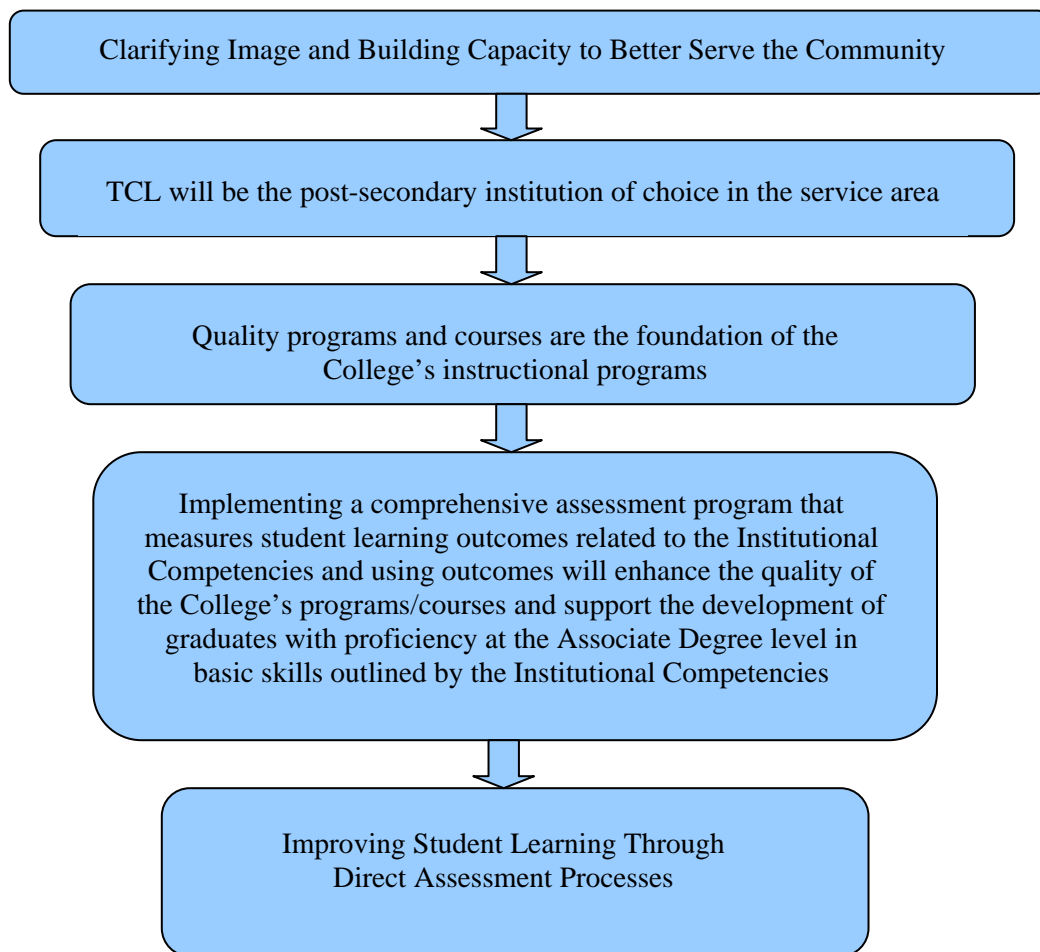 Clarifying Image and Building Capacity to Better Serve the Community
TCL will be the post-secondary institution of choice in the service area
Quality programs and courses are the foundation of the
College’s instructional programs
Implementing a comprehensive assessment program that
measures student learning outcomes related to the Institutional
Competencies and using outcomes will enhance the quality of
the College’s programs/courses and support the development of
graduates with proficiency at the Associate Degree level in
basic skills outlined by the Institutional Competencies
Improving Student Learning Through
Direct Assessment Processes